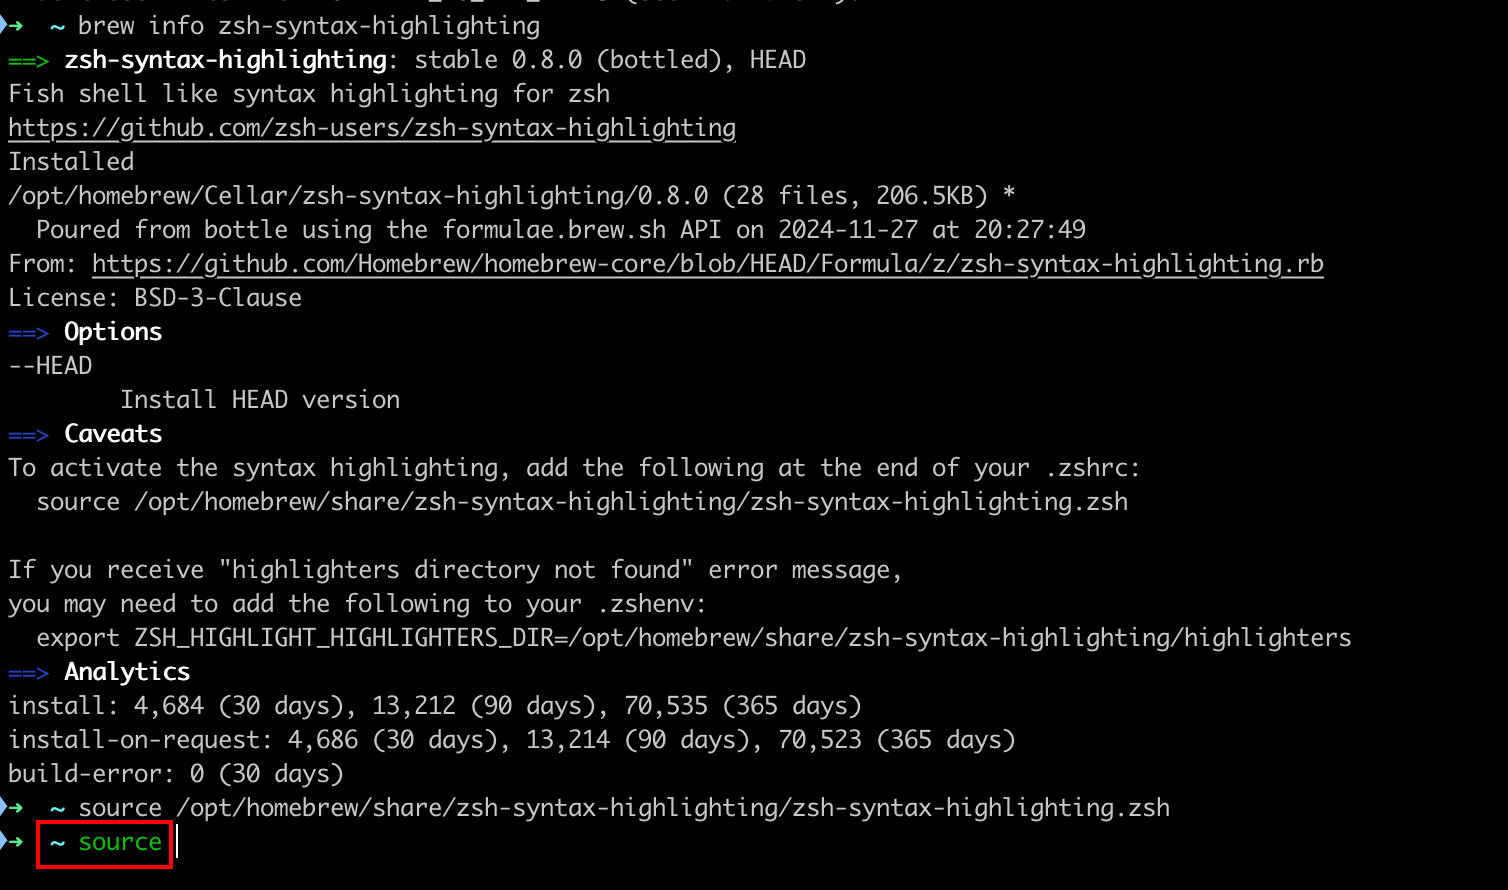 ➜  ~ brew info zsh-syntax-highlighting
==> zsh-syntax-highlighting: stable 0.8.0 (bottled), HEAD
Fish shell like syntax highlighting for zsh
https://github.com/zsh-users/zsh-syntax-highlighting
Installed
/opt/homebrew/Cellar/zsh-syntax-highlighting/0.8.0 (28 files, 206.5KB) *
  Poured from bottle using the formulae.brew.sh API on 2024-11-27 at 20:27:49
From: https://github.com/Homebrew/homebrew-core/blob/HEAD/Formula/z/zsh-syntax-highlighting.rb
License: BSD-3-Clause
==> Options
--HEAD
        Install HEAD version
==> Caveats
To activate the syntax highlighting, add the following at the end of your .zshrc:
  source /opt/homebrew/share/zsh-syntax-highlighting/zsh-syntax-highlighting.zsh

If you receive "highlighters directory not found" error message,
you may need to add the following to your .zshenv:
  export ZSH_HIGHLIGHT_HIGHLIGHTERS_DIR=/opt/homebrew/share/zsh-syntax-highlighting/highlighters
==> Analytics
install: 4,684 (30 days), 13,212 (90 days), 70,535 (365 days)
install-on-request: 4,686 (30 days), 13,214 (90 days), 70,523 (365 days)
build-error: 0 (30 days)
➜  ~ source /opt/homebrew/share/zsh-syntax-highlighting/zsh-syntax-highlighting.zsh
➜  ~ source